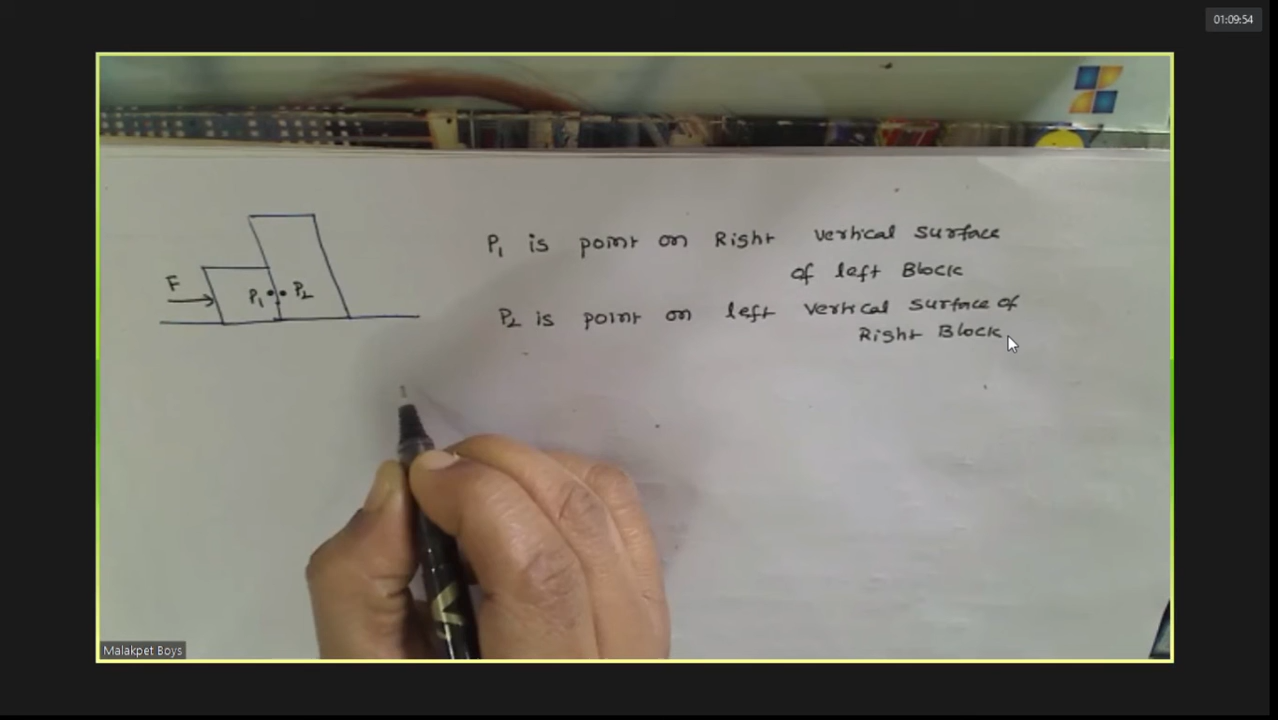 01:09:54
P₁ is point on Right vertical surface
of left Block
P₂ is point on left vertical surface of
Right Block
F
P₁
P₂
Malakpet Boys